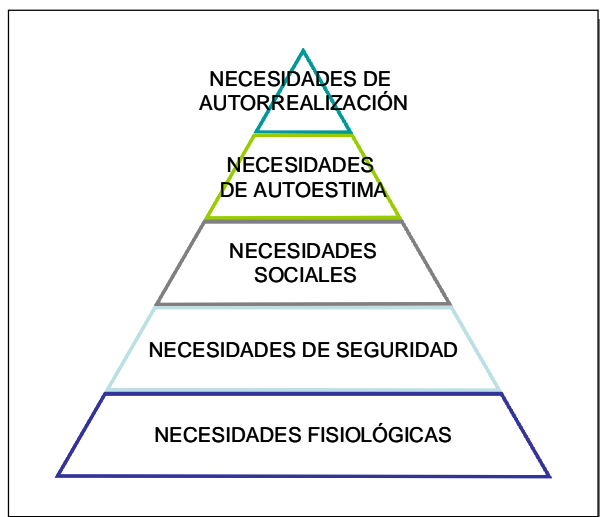 NECESIDADES DE
AUTORREALIZACIÓN
NECESIDADES
DE AUTOESTIMA
NECESIDADES
SOCIALES
NECESIDADES DE SEGURIDAD
NECESIDADES FISIOLÓGICAS